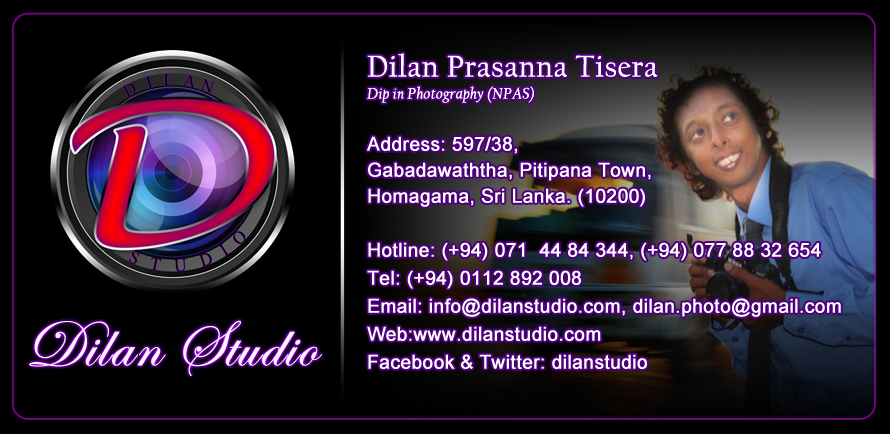 DILAN
D
STUDIO
Dilan Studio
Dilan Prasanna Tisera
Dip in Photography (NPAS)
Address: 597/38,
Gabadawaththa, Pitipana Town,
Homagama, Sri Lanka. (10200)
Hotline: (+94) 071 44 84 344, (+94) 077 88 32 654
Tel: (+94) 0112 892 008
Email: info@dilanstudio.com, dilan.photo@gmail.com
Web:www.dilanstudio.com
Facebook & Twitter: dilanstudio